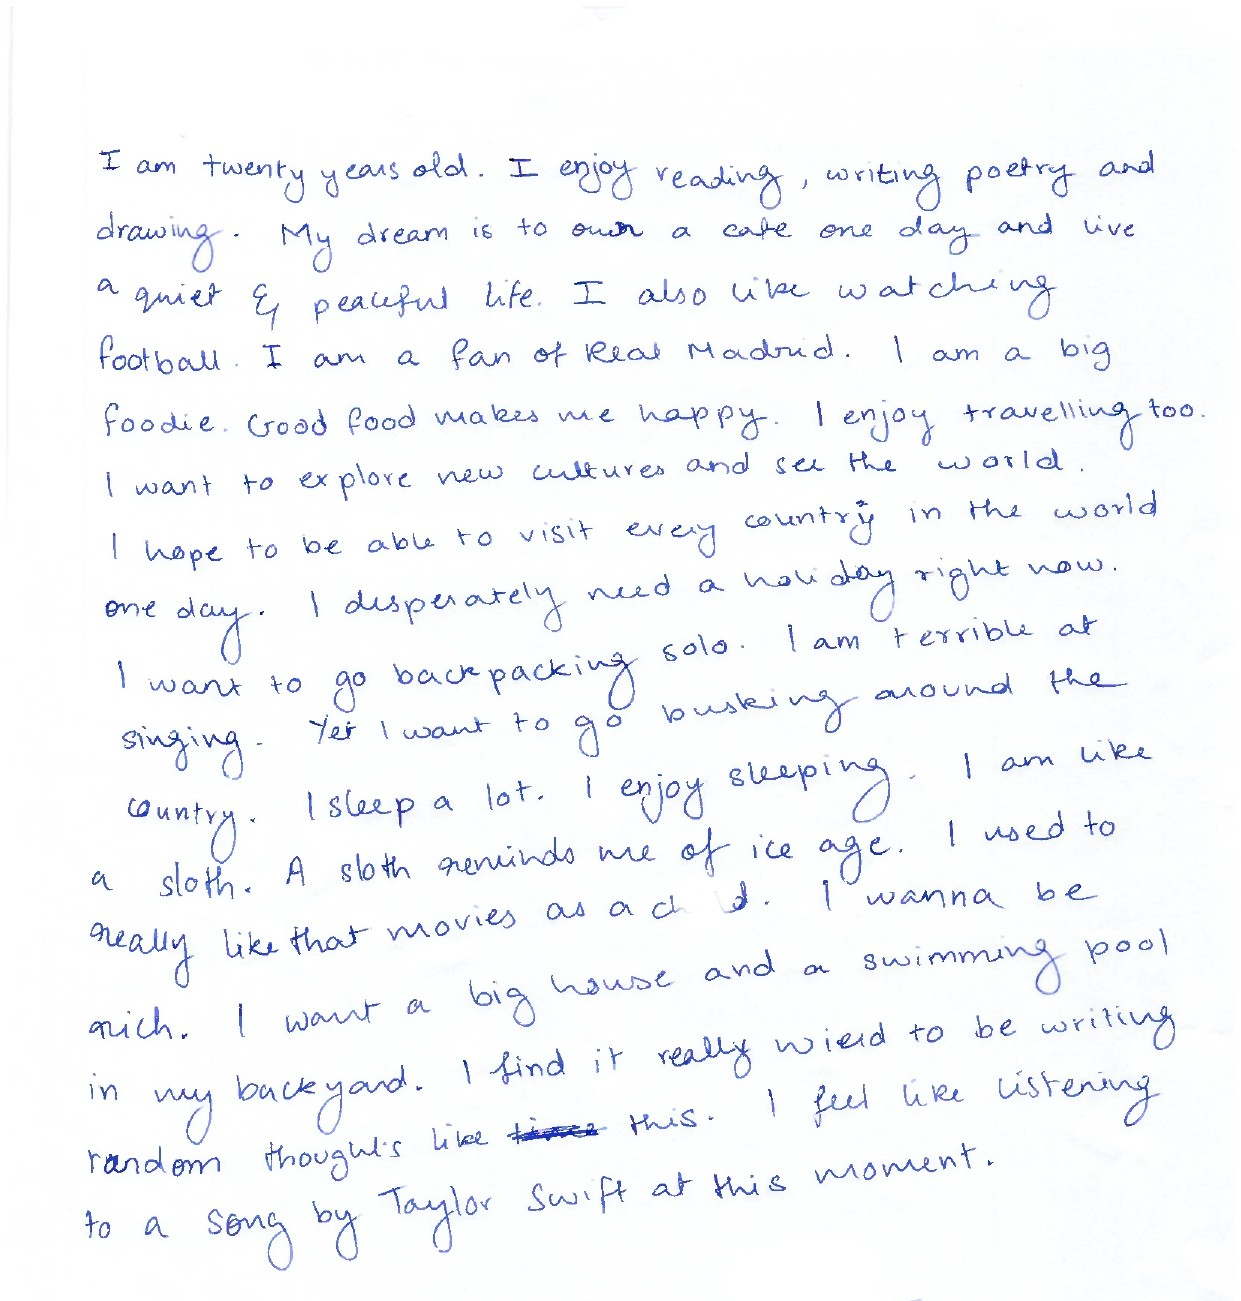 I am twenty years old. I enjoy reading, writing poetry and
drawing. My dream is to own a cafe one day and live
a quiet & peaceful life. I also like watching
football. I am a fan of Real Madrid. I am a big
foodie. Good food makes me happy. I enjoy travelling too.
I want to explore new cultures and see the world.
I hope to be able to visit every country in the world
one day. I desperately need a holiday right now.
I want to go backpacking solo. I am terrible at
singing. Yet I want to go busking around the
country. I sleep a lot. I enjoy sleeping. I am like
a sloth. A sloth reminds me of ice age. I used to
really like that movies as a . I wanna be
rich. I want a big house and a swimming pool
in my backyard. I find it really wierd to be writing
random thoughts like this. I feel like listening
to a song by Taylor Swift at this moment.